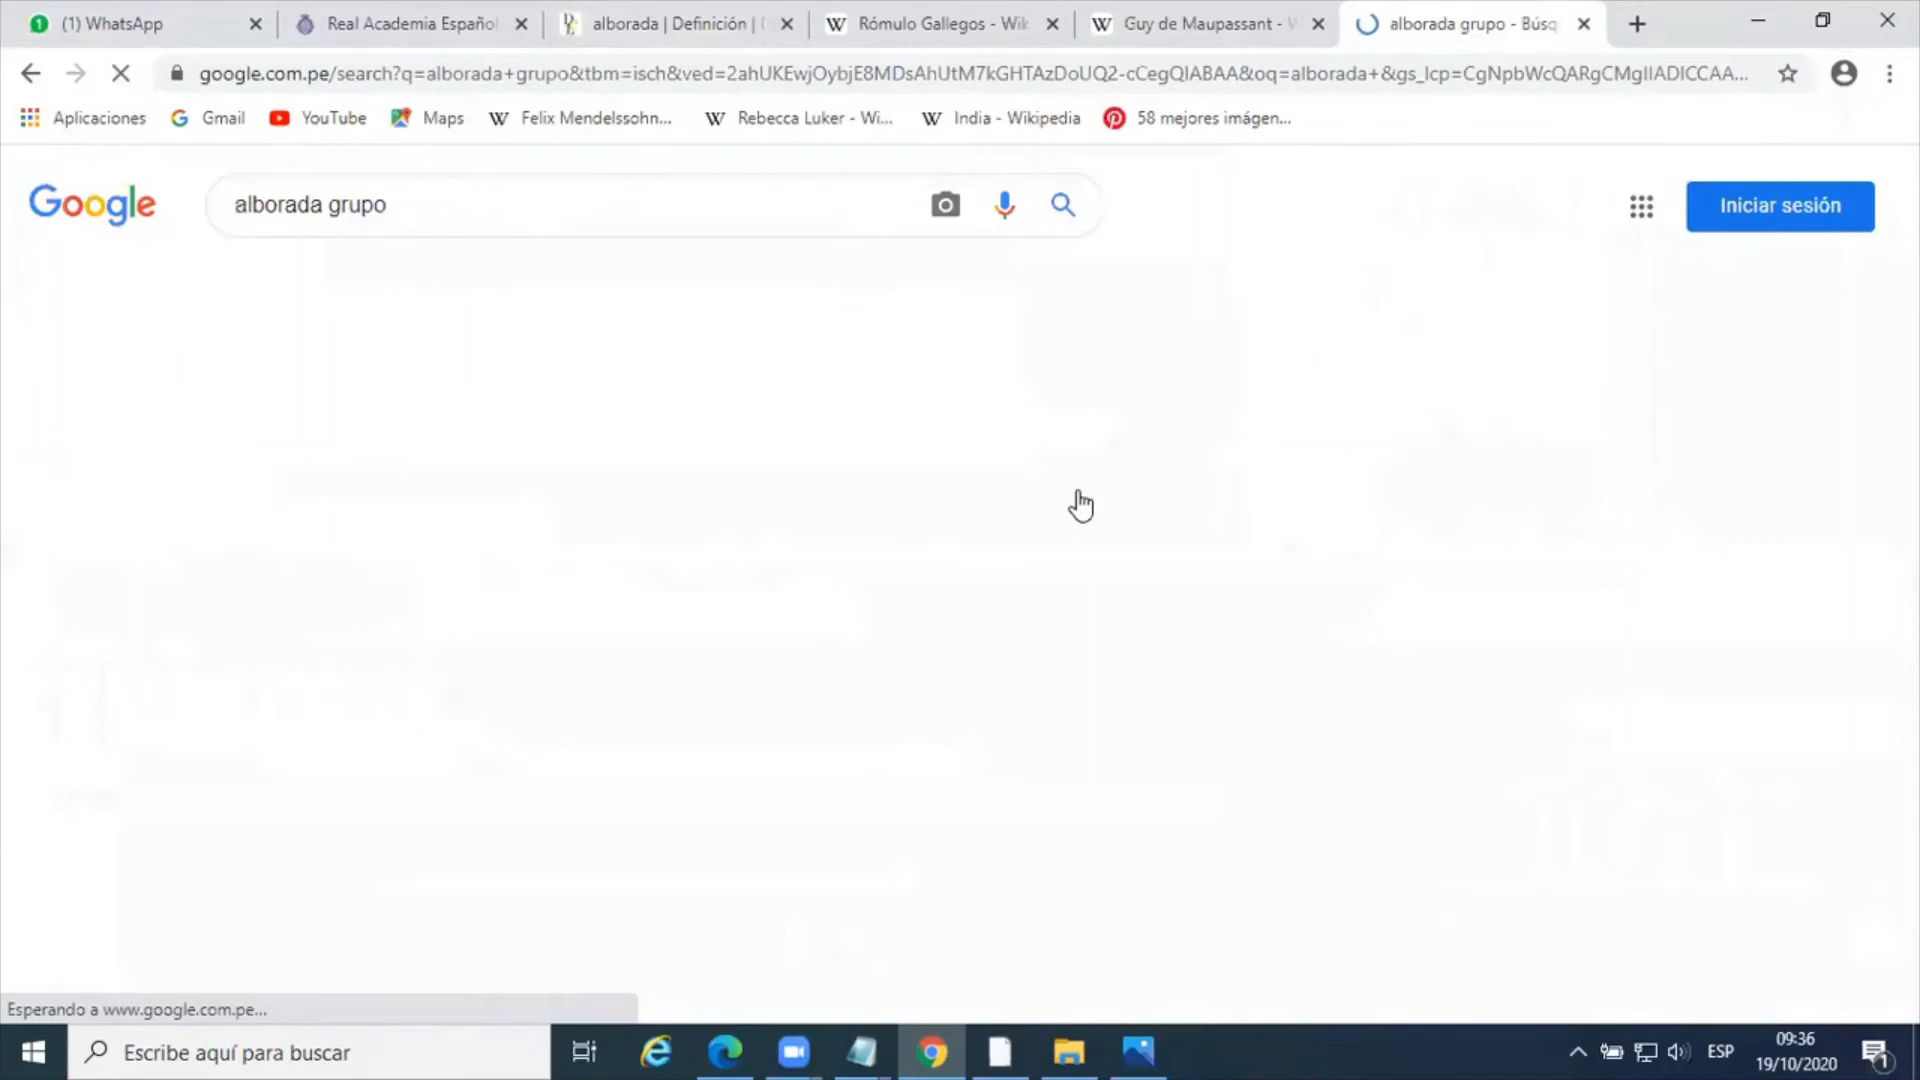 (1) WhatsApp
Real Academia Español
alborada | Definición |
Rómulo Gallegos - Wik
Guy de Maupassant -
alborada grupo - Búsq
google.com.pe/search?q=alborada+grupo&tbm=isch&ved=2ahUKEwjOybjE8MDsAhUtM7kGHTAzDoUQ2-cCegQIABAA&oq=alborada+&gs_lcp=CgNpbWcQARgCMgIIADICCAA...
Aplicaciones
Gmail
YouTube
Maps
Felix Mendelssohn...
Rebecca Luker - Wi...
India - Wikipedia
58 mejores imágen...
Google
alborada grupo
Iniciar sesión
Esperando a www.google.com.pe...
Escribe aquí para buscar
ESP
09:36
19/10/2020
1